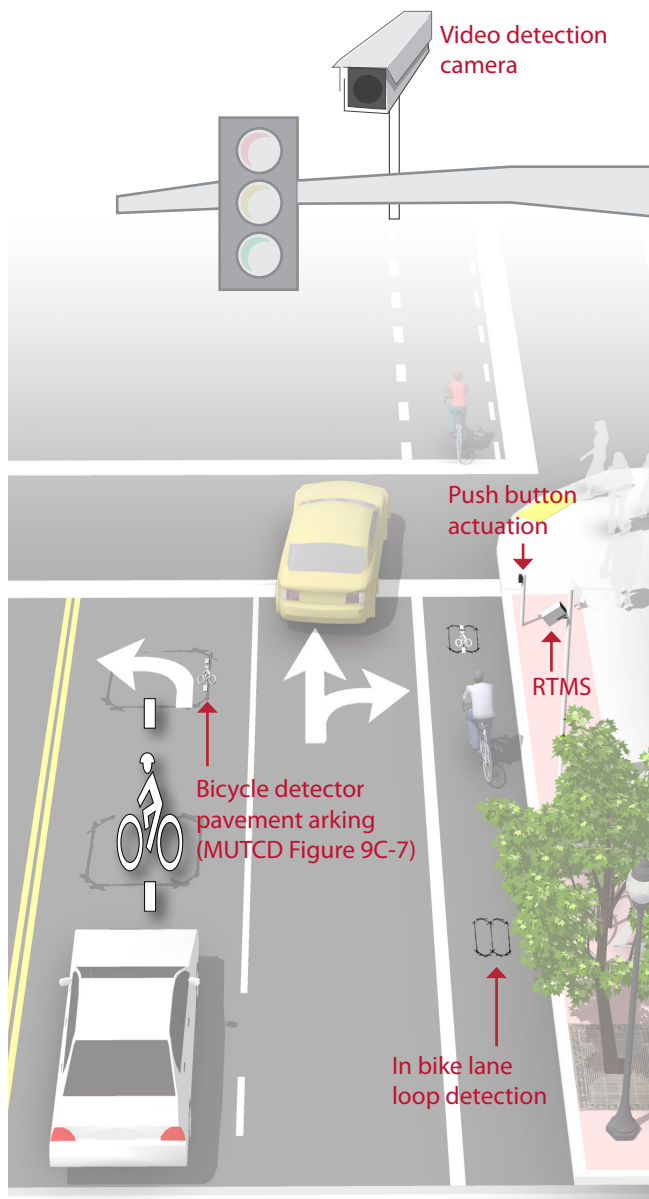 Video detection
camera
Push button
actuation
RTMS
Bicycle detector
pavement arking
(MUTCD Figure 9C-7)
In bike lane
loop detection